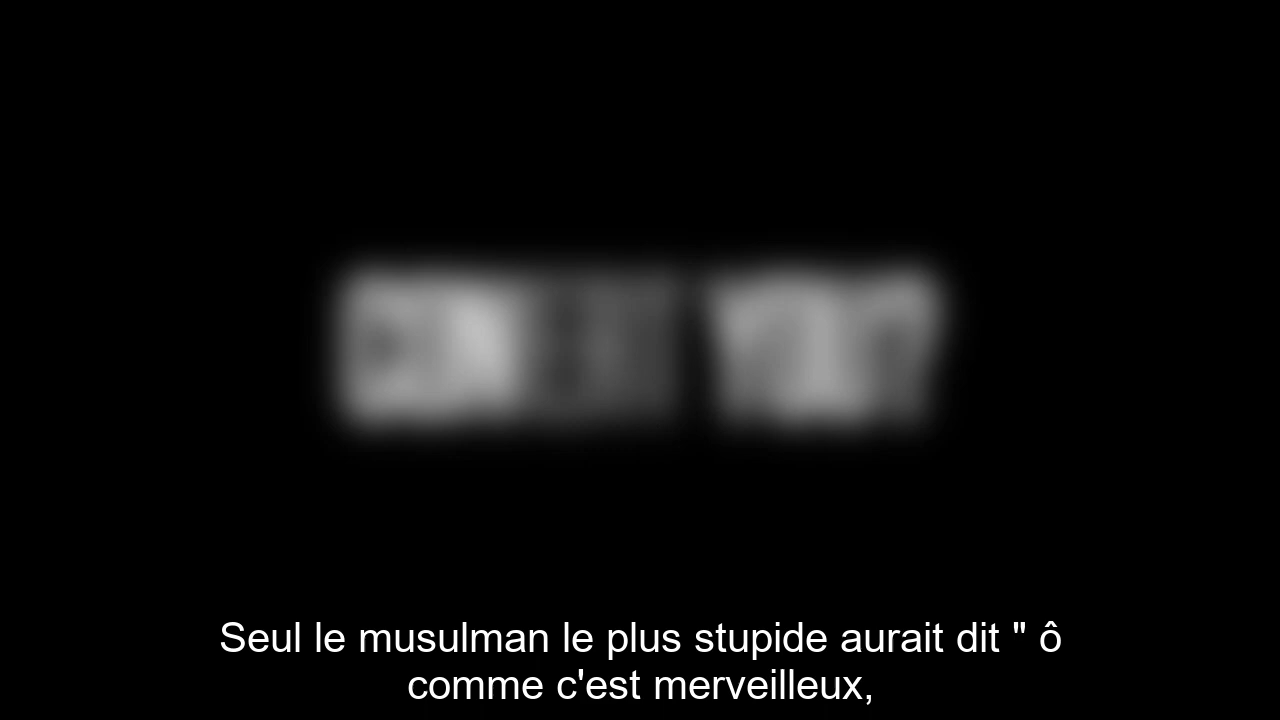 Seul le musulman le plus stupide aurait dit " ô
comme c'est merveilleux,